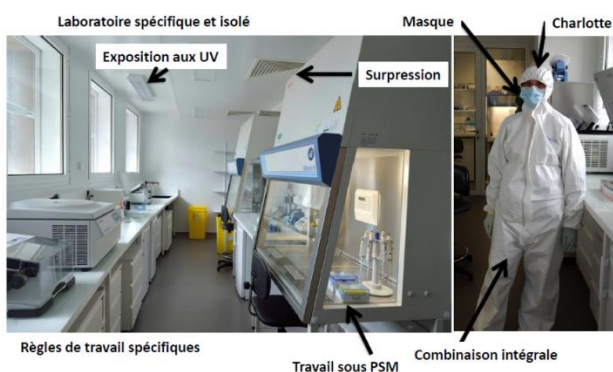 Laboratoire spécifique et isolé
Masque
Charlotte
Exposition aux UV
Surpression
Règles de travail spécifiques
Travail sous PSM
Combinaison intégrale